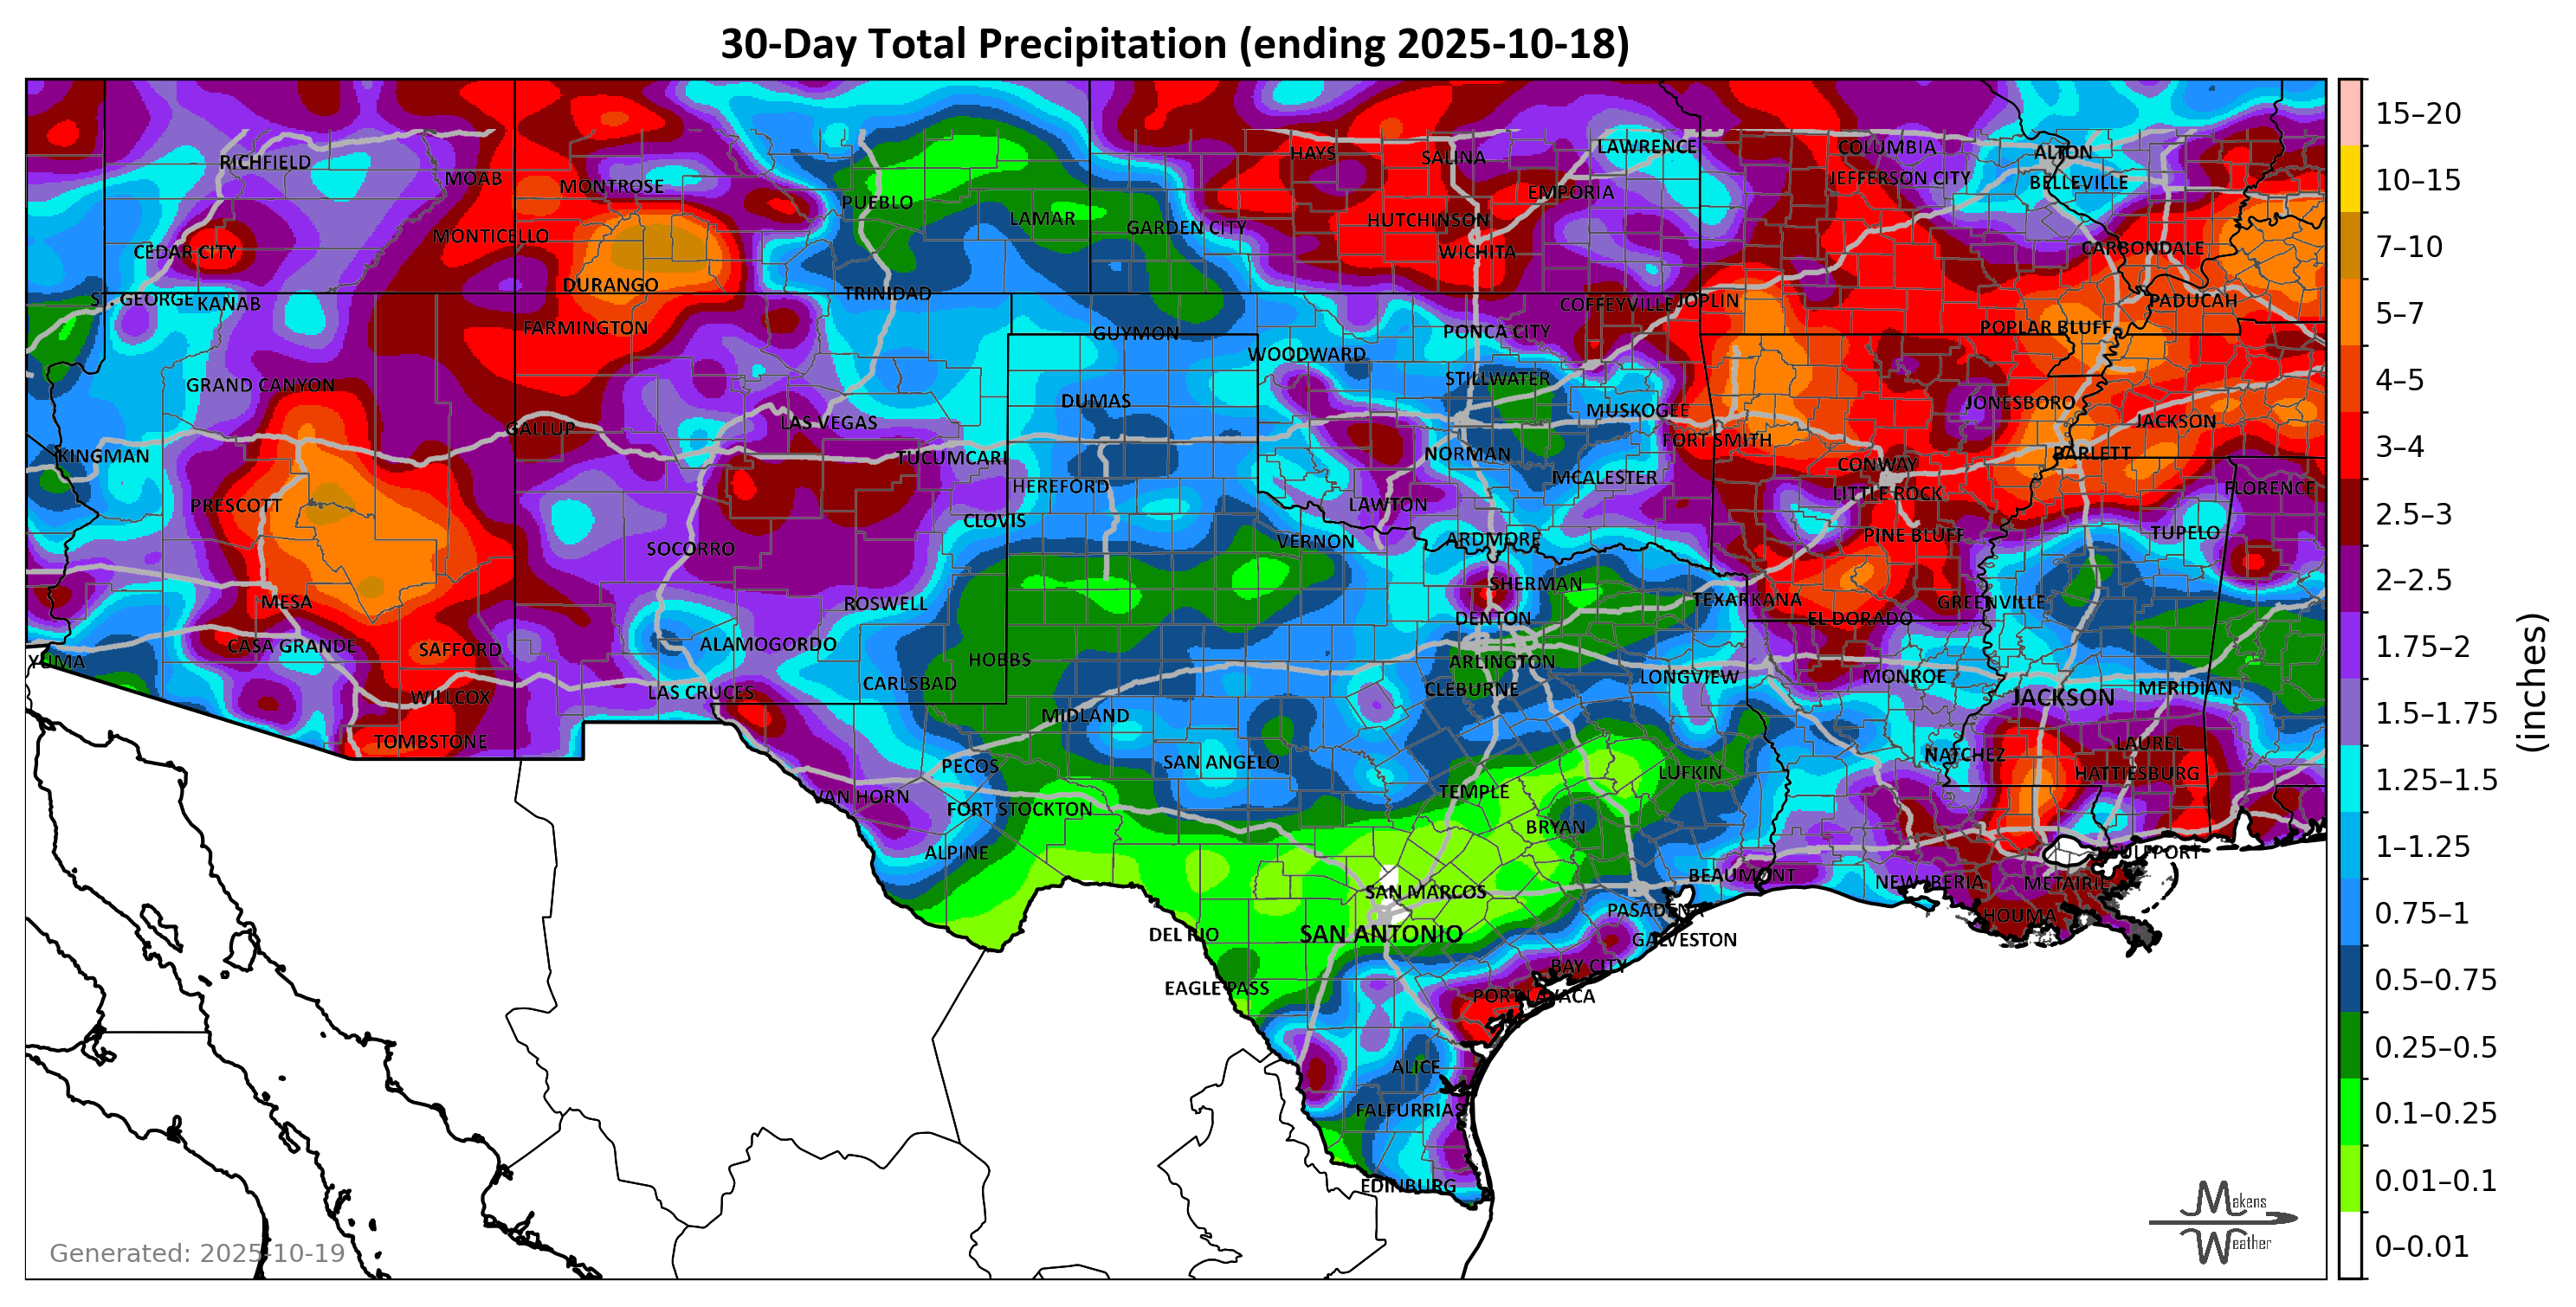 30-Day Total Precipitation (ending 2025-10-18)
RICHFIELD
MOAB
MONTROSE
PUEBLO
LAMAR
GARDEN CITY
HAYS
SALINA
LAWRENCE
EMPORIA
HUTCHINSON
WICHITA
COLUMBIA
JEFFERSON CITY
ALTON
BELLEVILLE
CARBONDALE
CEDAR CITY
MONTICELLO
DURANGO
TRINIDAD
ST. GEORGE
KANAB
FARMINGTON
GUYMON
WOODWARD
PONCA CITY
COFFEYVILLE
JOPLIN
POPLAR BLUFF
PADUCAH
GRAND CANYON
GALLUP
LAS VEGAS
DUMAS
STILLWATER
MUSKOGEE
FORT SMITH
JONESBORO
JACKSON
KINGMAN
TUCUMCARI
HEREFORD
NORMAN
MCALESTER
CONWAY
BARLETT
LITTLE ROCK
FLORENCE
PRESCOTT
SOCORRO
CLOVIS
VERNON
LAWTON
ARDMORE
PINE BLUFF
TUPELO
MESA
ROSWELL
SHERMAN
DENTON
TEXARKANA
GREENVILLE
EL DORADO
YUMA
CASA GRANDE
SAFFORD
ALAMOGORDO
HOBBS
ARLINGTON
WILLCOX
LAS CRUCES
CARLSBAD
CLEBURNE
LONGVIEW
MONROE
JACKSON
MERIDIAN
TOMBSTONE
MIDLAND
PECOS
SAN ANGELO
LUFKIN
NATCHEZ
LAUREL
HATTIESBURG
VAN HORN
FORT STOCKTON
TEMPLE
BRYAN
ALPINE
SAN MARCOS
BEAUMONT
NEW IBERIA
METAIRIE
GULFPORT
DEL RIO
SAN ANTONIO
PASADENA
GALVESTON
HOUMA
EAGLE PASS
BAY CITY
PORT LAVACA
ALICE
FALFURRIAS
EDINBURG
15–20
10–15
7–10
5–7
4–5
3–4
2.5–3
2–2.5
1.75–2
1.5–1.75
1.25–1.5
1–1.25
0.75–1
0.5–0.75
0.25–0.5
0.1–0.25
0.01–0.1
0–0.01
(inches)
Generated: 2025-10-19
Makens
Weather